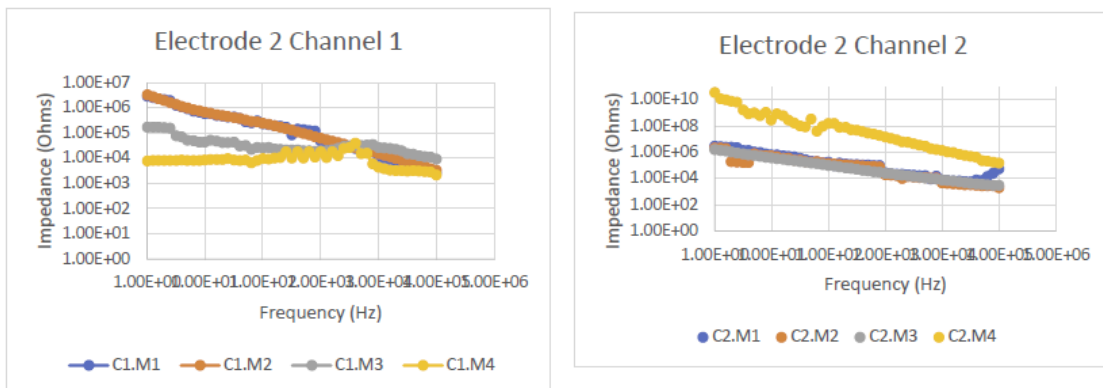 Electrode 2 Channel 1
Impedance (Ohms)
1.00E+07
1.00E+06
1.00E+05
1.00E+04
1.00E+03
1.00E+02
1.00E+01
1.00E+00
1.00E+00 1.00E+01 1.00E+02 1.00E+03 1.00E+04 1.00E+05 1.00E+06
Frequency (Hz)
C1.M1 C1.M2 C1.M3 C1.M4
Electrode 2 Channel 2
Impedance (Ohms)
1.00E+10
1.00E+08
1.00E+06
1.00E+04
1.00E+02
1.00E+00
1.00E+00 1.00E+01 1.00E+02 1.00E+03 1.00E+04 1.00E+05 1.00E+06
Frequency (Hz)
C2.M1 C2.M2 C2.M3 C2.M4